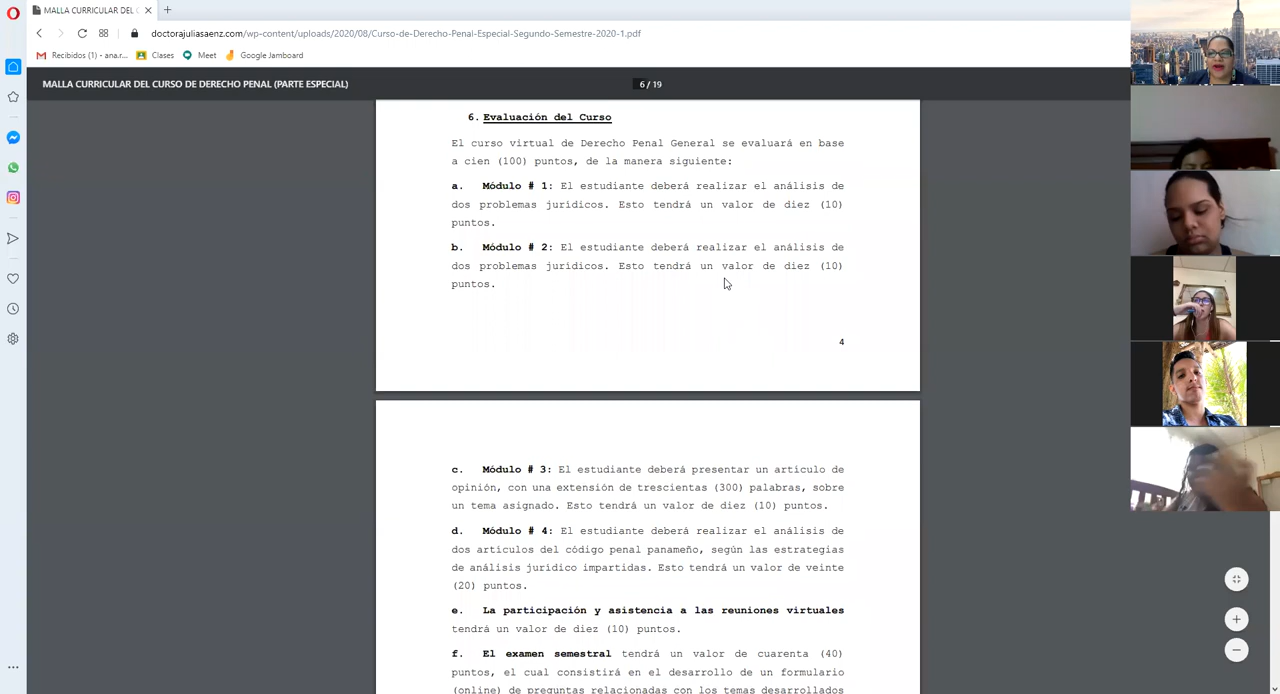 MALLA CURRICULAR DEL C
doctorajuliasaenz.com/wp-content/uploads/2020/08/Curso-de-Derecho-Penal-Especial-Segundo-Semestre-2020-1.pdf
Recibidos (1) - ana.r... Clases Meet Google Jamboard
MALLA CURRICULAR DEL CURSO DE DERECHO PENAL (PARTE ESPECIAL) 6 / 19
6. Evaluación del Curso
El curso virtual de Derecho Penal General se evaluará en base
a cien (100) puntos, de la manera siguiente:
a. Módulo # 1: El estudiante deberá realizar el análisis de
dos problemas jurídicos. Esto tendrá un valor de diez (10)
puntos.
b. Módulo # 2: El estudiante deberá realizar el análisis de
dos problemas jurídicos. Esto tendrá un valor de diez (10)
puntos.
4
c. Módulo # 3: El estudiante deberá presentar un artículo de
opinión, con una extensión de trescientas (300) palabras, sobre
un tema asignado. Esto tendrá un valor de diez (10) puntos.
d. Módulo # 4: El estudiante deberá realizar el análisis de
dos artículos del código penal panameño, según las estrategias
de análisis jurídico impartidas. Esto tendrá un valor de veinte
(20) puntos.
e. La participación y asistencia a las reuniones virtuales
tendrá un valor de diez (10) puntos.
f. El examen semestral tendrá un valor de cuarenta (40)
puntos, el cual consistirá en el desarrollo de un formulario
(online) de preguntas relacionadas con los temas desarrollados